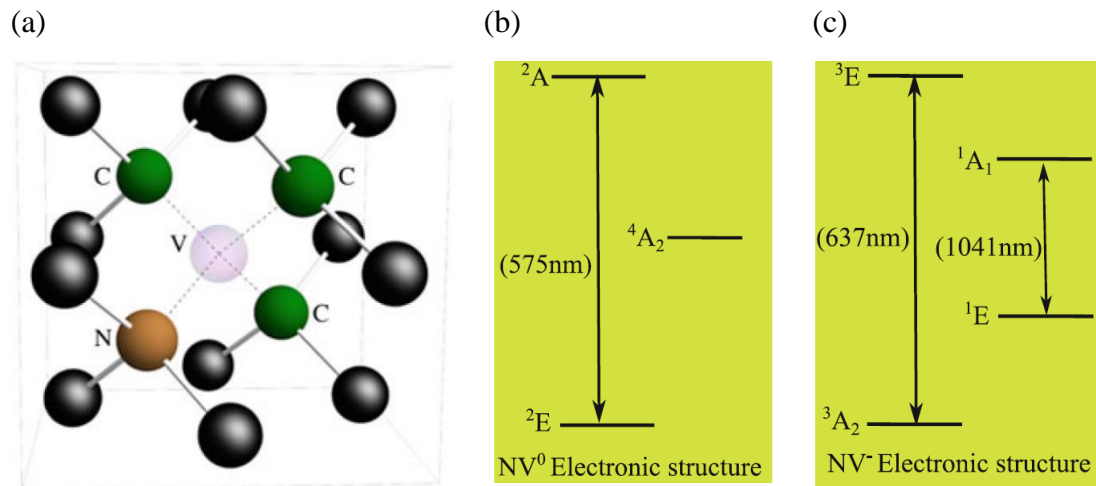 (a)
(b)
(c)
C
C
V
C
N
²A
⁴A₂
(575nm)
²E
NV⁰ Electronic structure
³E
¹A₁
(637nm)
(1041nm)
¹E
³A₂
NV⁻ Electronic structure